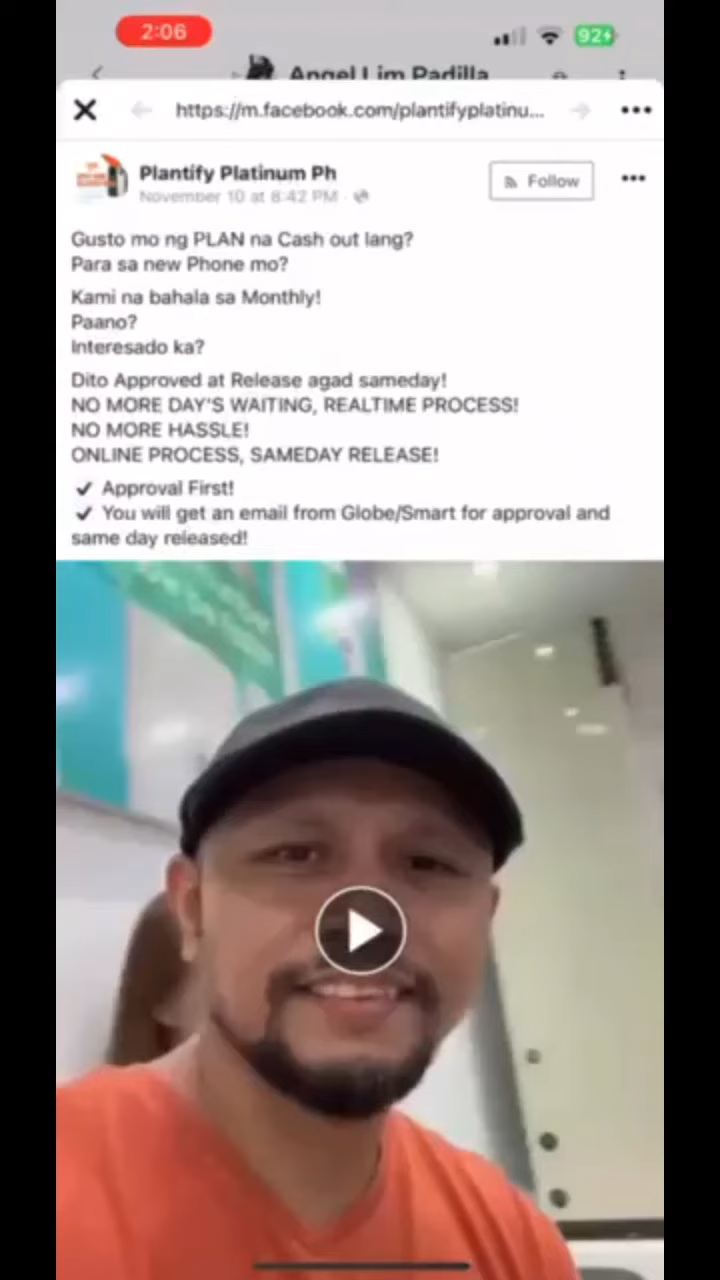 2:06
92
Angel Lim Padilla
https://m.facebook.com/plantifyplatinu...
Plantify Platinum Ph
November 10 at 8:42 PM
Follow
Gusto mo ng PLAN na Cash out lang?
Para sa new Phone mo?
Kami na bahala sa Monthly!
Paano?
Interesado ka?
Dito Approved at Release agad sameday!
NO MORE DAY'S WAITING, REALTIME PROCESS!
NO MORE HASSLE!
ONLINE PROCESS, SAMEDAY RELEASE!
✓ Approval First!
✓ You will get an email from Globe/Smart for approval and
same day released!